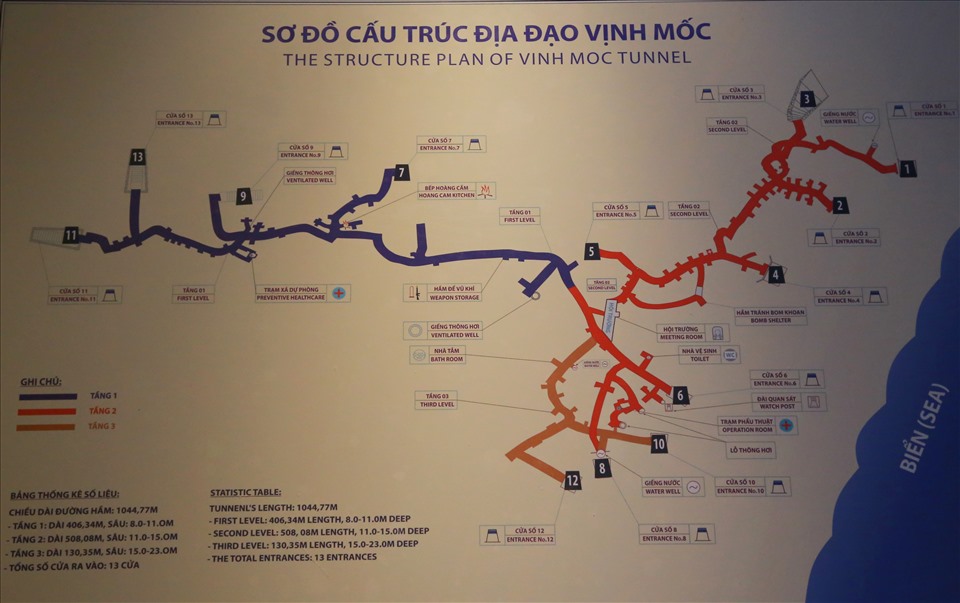 SƠ ĐỒ CẤU TRÚC ĐỊA ĐẠO VỊNH MỐC
THE STRUCTURE PLAN OF VINH MOC TUNNEL
CỬA SỐ 3
ENTRANCE No.3
3
GIẾNG NƯỚC
WATER WELL
CỬA SỐ 1
ENTRANCE No.1
CỬA SỐ 13
ENTRANCE No.13
TẦNG 02
SECOND LEVEL
CỬA SỐ 7
ENTRANCE No.7
CỬA SỐ 9
ENTRANCE No.9
13
7
1
GIẾNG THÔNG HƠI
VENTILATED WELL
BẾP HOÀNG CẦM
HOANG CAM KITCHEN
9
2
TẦNG 01
FIRST LEVEL
CỬA SỐ 5
ENTRANCE No.5
TẦNG 02
SECOND LEVEL
11
5
CỬA SỐ 2
ENTRANCE No.2
4
CỬA SỐ 11
ENTRANCE No.11
TẦNG 01
FIRST LEVEL
TRẠM XÁ DỰ PHÒNG
PREVENTIVE HEALTHCARE
HẦM ĐỂ VŨ KHÍ
WEAPON STORAGE
TẦNG 02
SECOND LEVEL
CỬA SỐ 4
ENTRANCE No.4
HỘI TRƯỜNG
HẦM TRÁNH BOM KHOAN
BOMB SHELTER
GIẾNG THÔNG HƠI
VENTILATED WELL
HỘI TRƯỜNG
MEETING ROOM
NHÀ TẮM
BATH ROOM
NHÀ VỆ SINH
TOILET
WC
GIẾNG NƯỚC
WATER WELL
CỬA SỐ 6
ENTRANCE No.6
GHI CHÚ:
TẦNG 1
TẦNG 2
TẦNG 3
TẦNG 03
THIRD LEVEL
6
ĐÀI QUAN SÁT
WATCH POST
TRẠM PHẪU THUẬT
OPERATION ROOM
10
LỖ THÔNG HƠI
8
12
GIẾNG NƯỚC
WATER WELL
CỬA SỐ 10
ENTRANCE No.10
CỬA SỐ 12
ENTRANCE No.12
CỬA SỐ 8
ENTRANCE No.8
BIỂN (SEA)
BẢNG THỐNG KÊ SỐ LIỆU:
CHIỀU DÀI ĐƯỜNG HẦM: 1044,77M
- TẦNG 1: DÀI 406,34M, SÂU: 8.0-11.0M
- TẦNG 2: DÀI 508,08M, SÂU: 11.0-15.0M
- TẦNG 3: DÀI 130,35M, SÂU: 15.0-23.0M
- TỔNG SỐ CỬA RA VÀO: 13 CỬA
STATISTIC TABLE:
TUNNEL'S LENGTH: 1044,77M
- FIRST LEVEL: 406,34M LENGTH, 8.0-11.0M DEEP
- SECOND LEVEL: 508, 08M LENGTH, 11.0-15.0M DEEP
- THIRD LEVEL: 130,35M LENGTH, 15.0-23.0M DEEP
- THE TOTAL ENTRANCES: 13 ENTRANCES